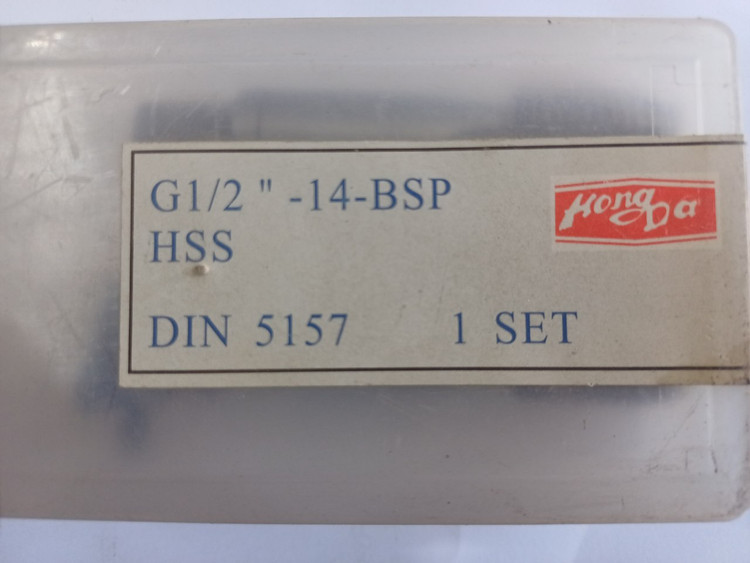 G1/2 " -14-BSP
Hong Da
HSS
DIN 5157 1 SET